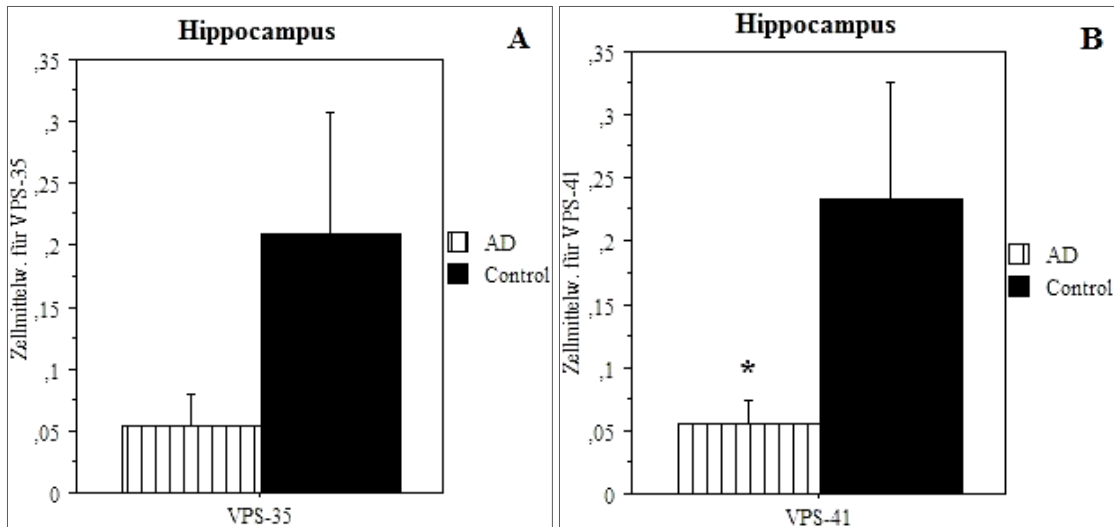 Hippocampus
A
Zellmittelw. für VPS-35
,35
,3
,25
,2
,15
,1
,05
0
VPS-35
AD
Control
Hippocampus
B
Zellmittelw. für VPS-41
,35
,3
,25
,2
,15
,1
,05
0
*
VPS-41
AD
Control